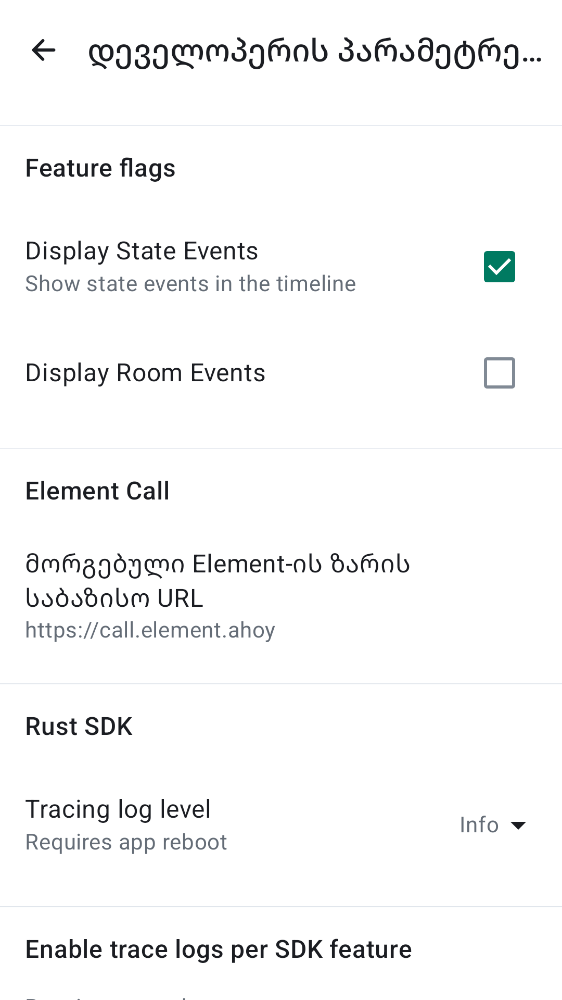 დეველოპერის პარამეტრე...
Feature flags
Display State Events
Show state events in the timeline
Display Room Events
Element Call
მორგებული Element-ის ზარის
საბაზისო URL
https://call.element.ahoy
Rust SDK
Tracing log level
Requires app reboot
Info
Enable trace logs per SDK feature